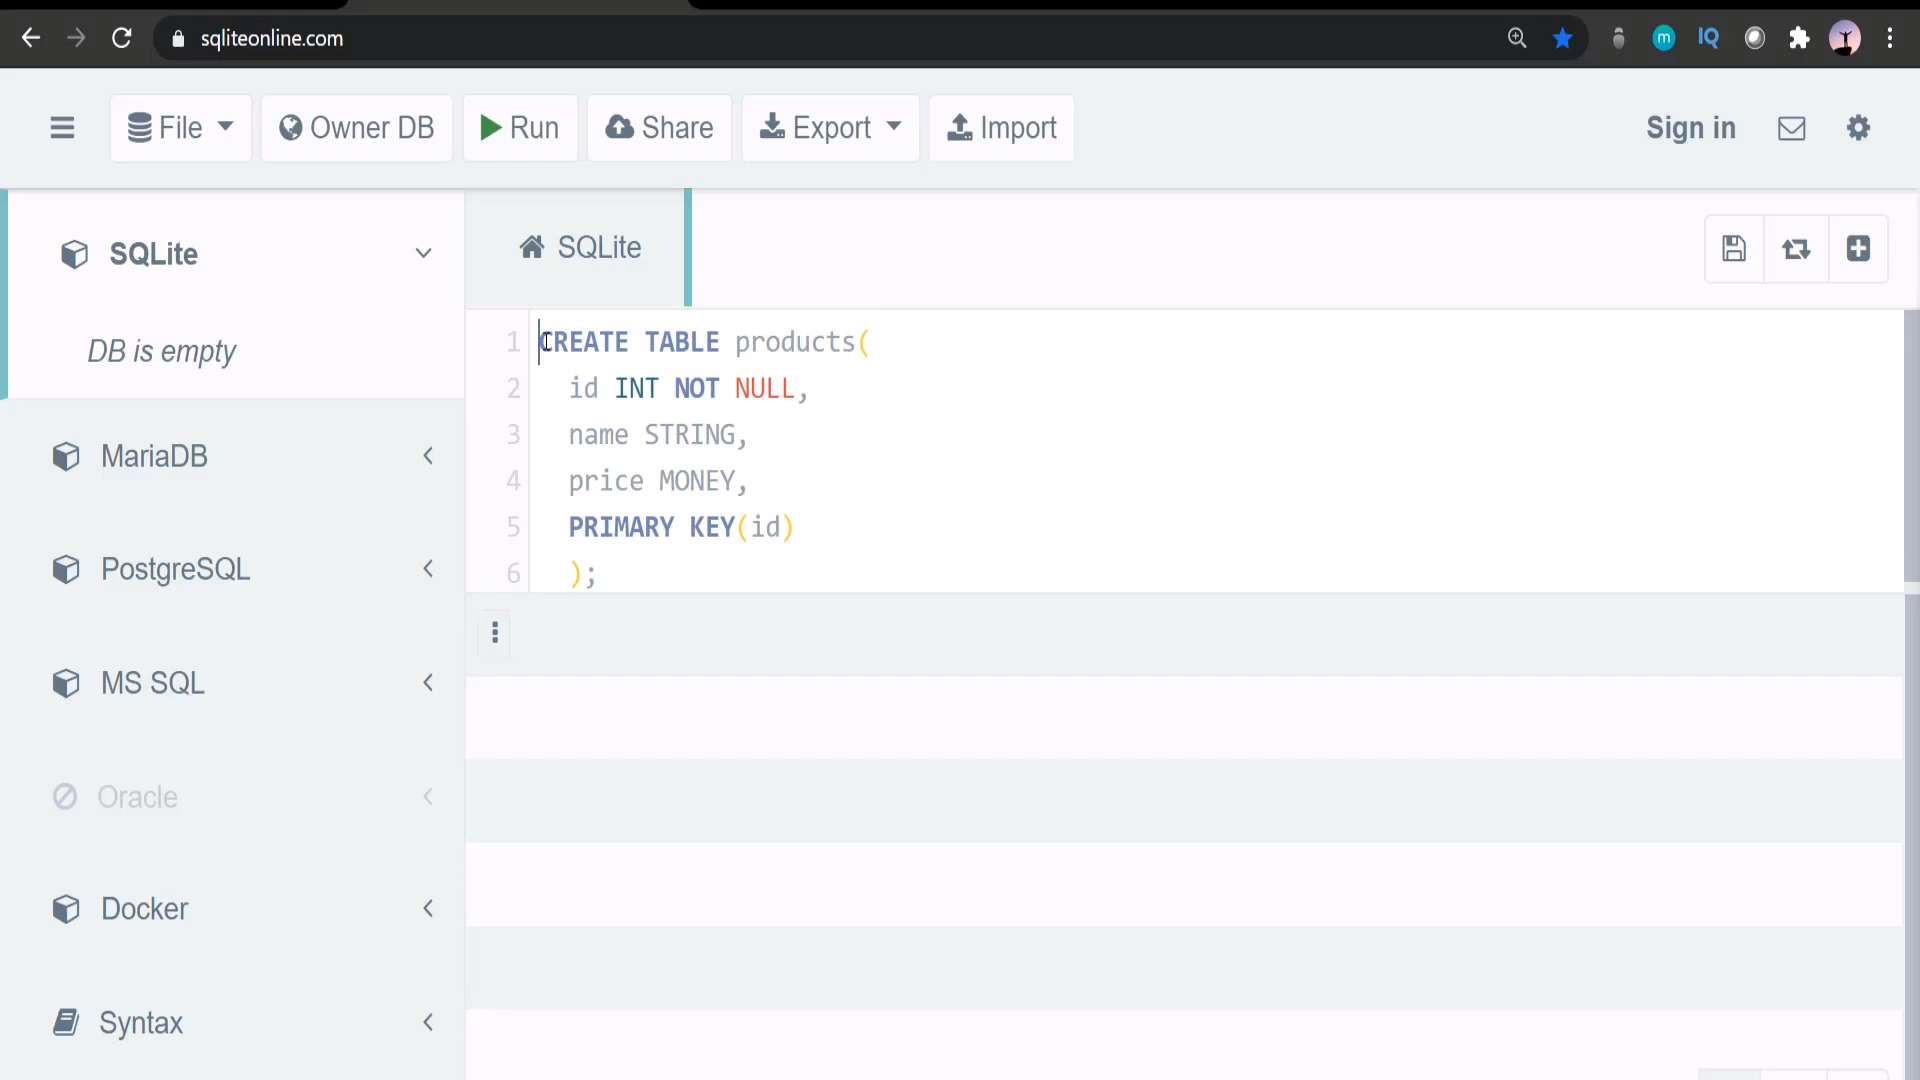 sqliteonline.com
m
IQ
File
Owner DB
Run
Share
Export
Import
Sign in
SQLite
DB is empty
MariaDB
PostgreSQL
MS SQL
Oracle
Docker
Syntax
SQLite
1 CREATE TABLE products(
2 id INT NOT NULL,
3 name STRING,
4 price MONEY,
5 PRIMARY KEY(id)
6 );